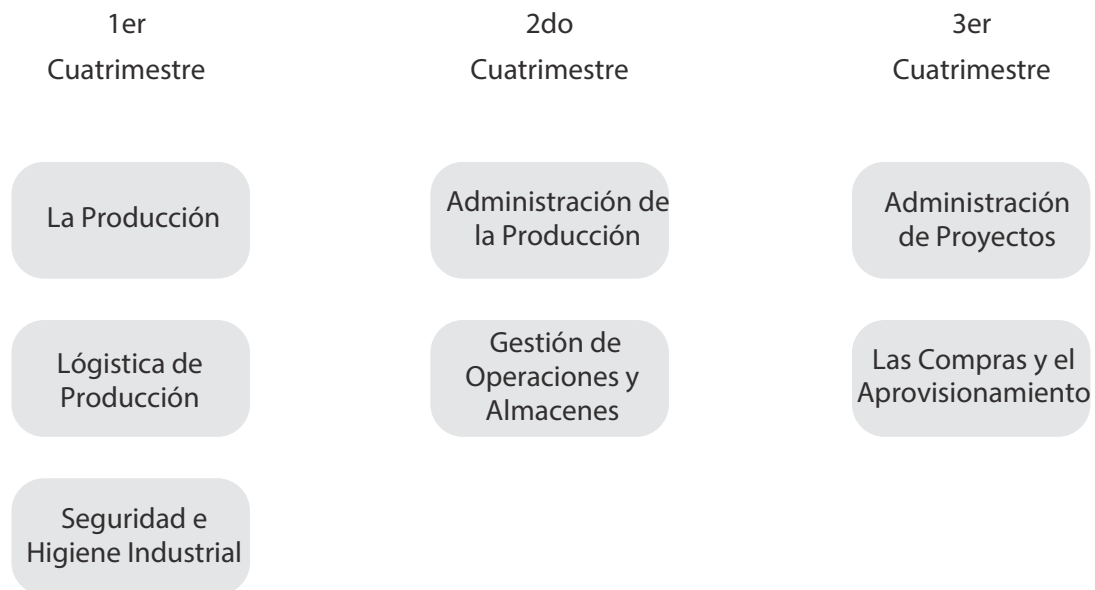 1er
Cuatrimestre
La Producción
Lógistica de
Producción
Seguridad e
Higiene Industrial
2do
Cuatrimestre
Administración de
la Producción
Gestión de
Operaciones y
Almacenes
3er
Cuatrimestre
Administración
de Proyectos
Las Compras y el
Aprovisionamiento